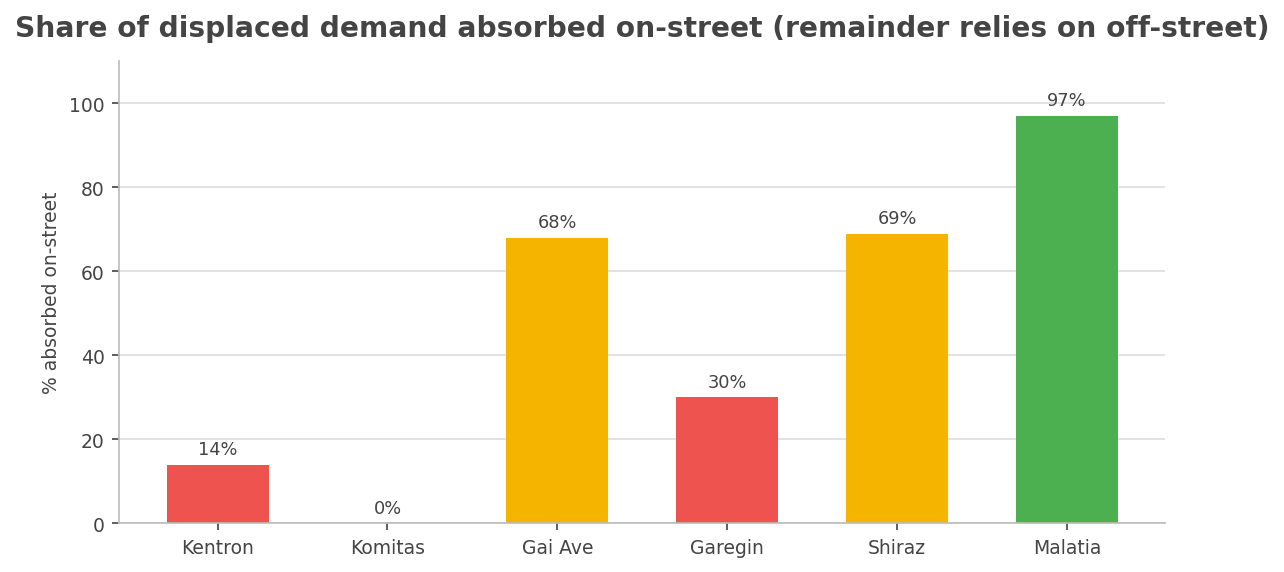 Share of displaced demand absorbed on-street (remainder relies on off-street)
% absorbed on-street
100
80
60
40
20
0
14%
0%
68%
30%
69%
97%
Kentron
Komitas
Gai Ave
Garegin
Shiraz
Malatia